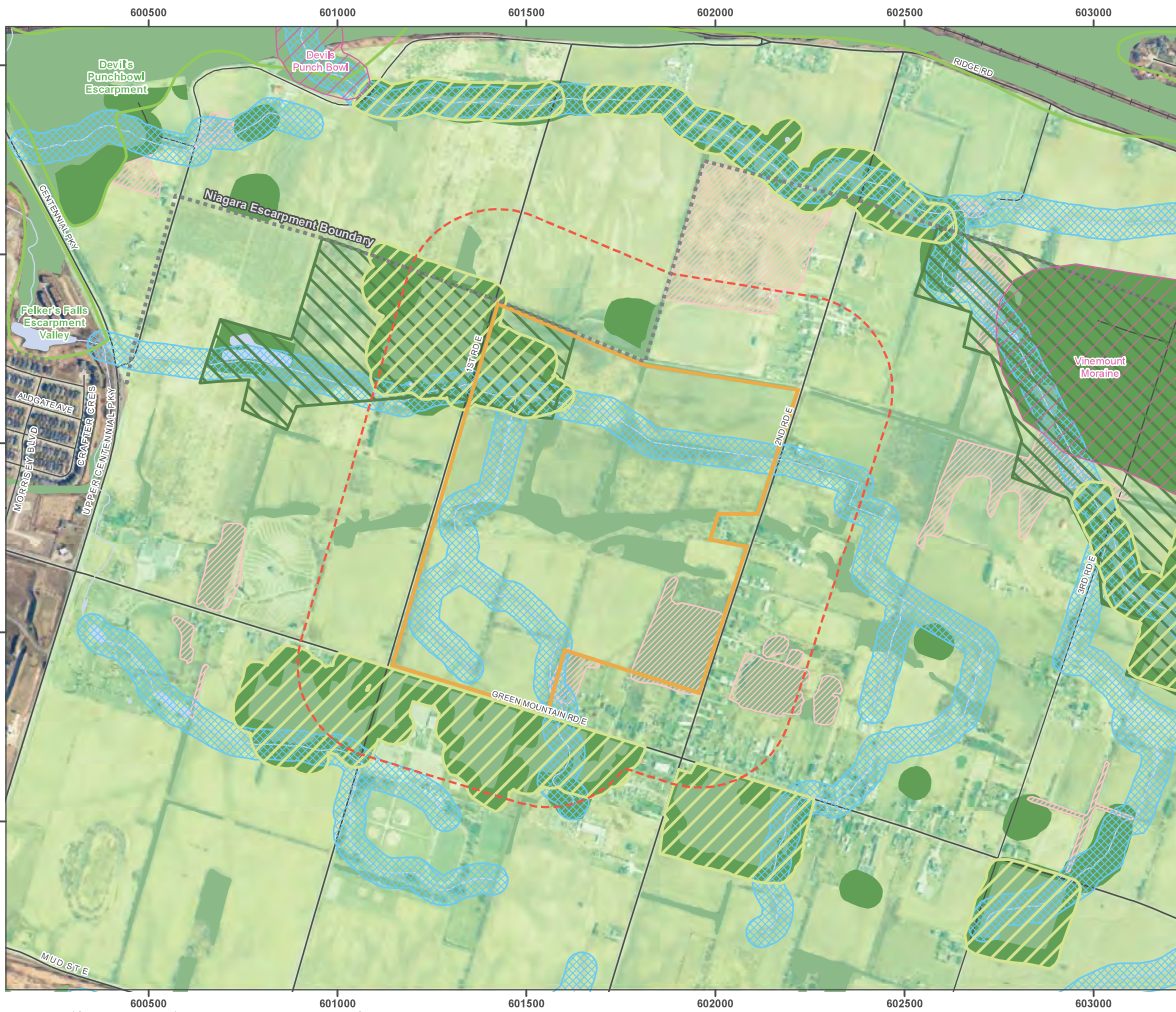 600500 601000 601500 602000 602500 603000
Devil's
Punch Bowl
Devil's
Punchbowl
Escarpment
RIDGE RD
CENTENNIAL PKY
Niagara Escarpment Boundary
Felker's Falls
Escarpment
Valley
1ST RD E
Vinemount
Moraine
ALDGATE AVE
CRAFTER CRES
UPPER CENTENNIAL PKY
MORRISEY BLVD
2ND RD E
3RD RD E
GREEN MOUNTAIN RD E
MUD ST E
600500 601000 601500 602000 602500 603000